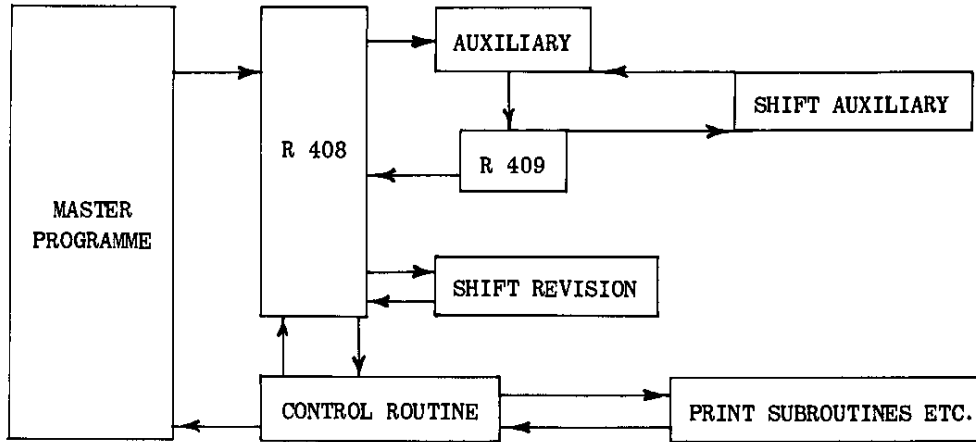 MASTER
PROGRAMME
R 408
AUXILIARY
SHIFT AUXILIARY
R 409
SHIFT REVISION
CONTROL ROUTINE
PRINT SUBROUTINES ETC.